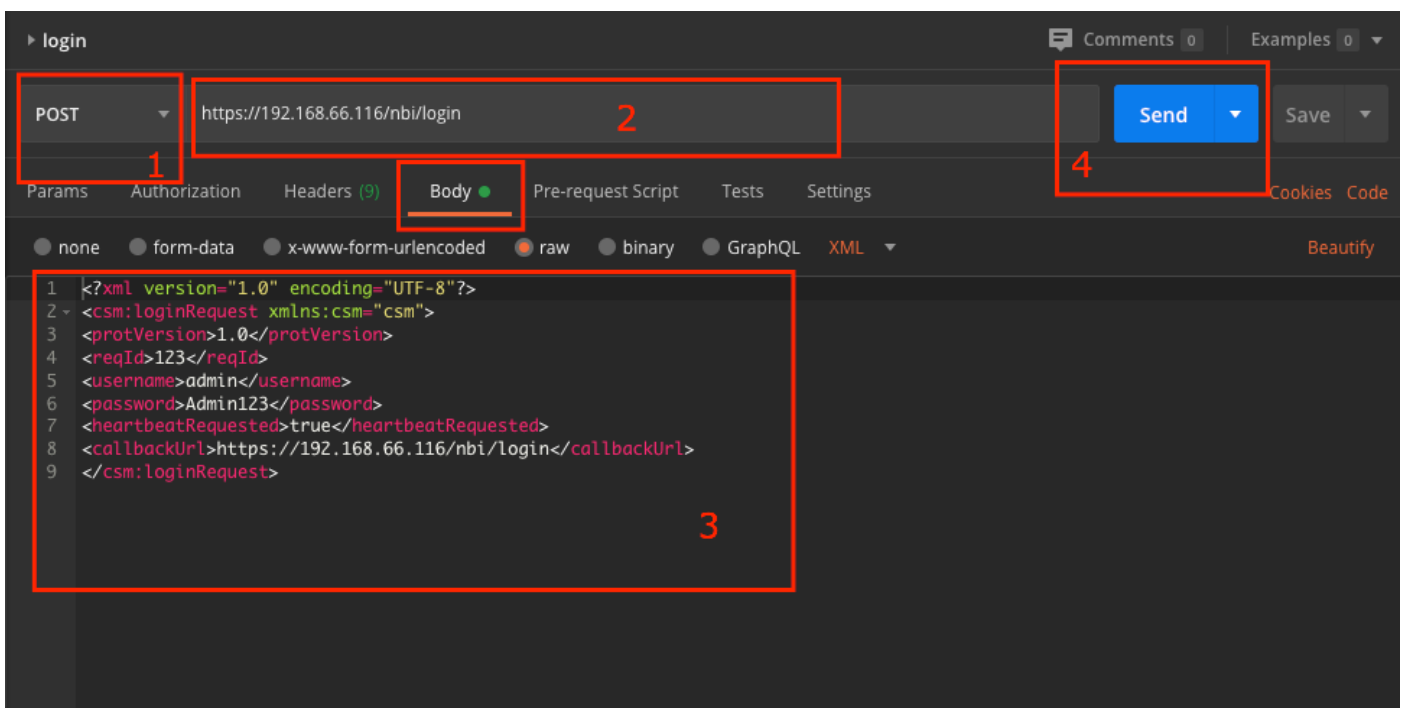 login
Comments 0
Examples 0
POST
https://192.168.66.116/nbi/login
2
Send
Save
1
4
Params
Authorization
Headers (9)
Body
Pre-request Script
Tests
Settings
Cookies
Code
none
form-data
x-www-form-urlencoded
raw
binary
GraphQL
XML
Beautify
1 <?xml version="1.0" encoding="UTF-8"?>
2 <csm:loginRequest xmlns:csm="csm">
3 <protVersion>1.0</protVersion>
4 <reqId>123</reqId>
5 <username>admin</username>
6 <password>Admin123</password>
7 <heartbeatRequested>true</heartbeatRequested>
8 <callbackUrl>https://192.168.66.116/nbi/login</callbackUrl>
9 </csm:loginRequest>
3